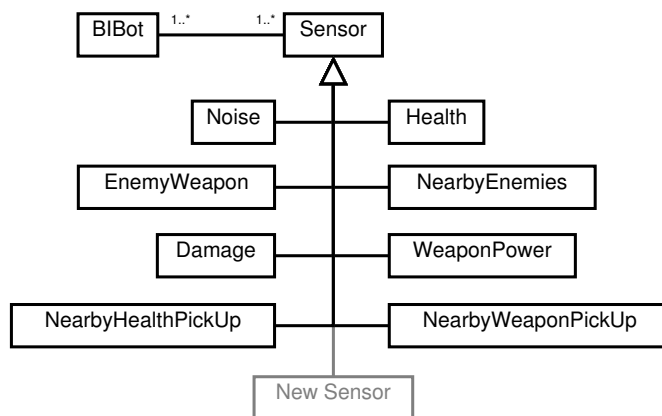 BIBot 1..* 1..* Sensor
Noise Health
EnemyWeapon NearbyEnemies
Damage WeaponPower
NearbyHealthPickUp NearbyWeaponPickUp
New Sensor